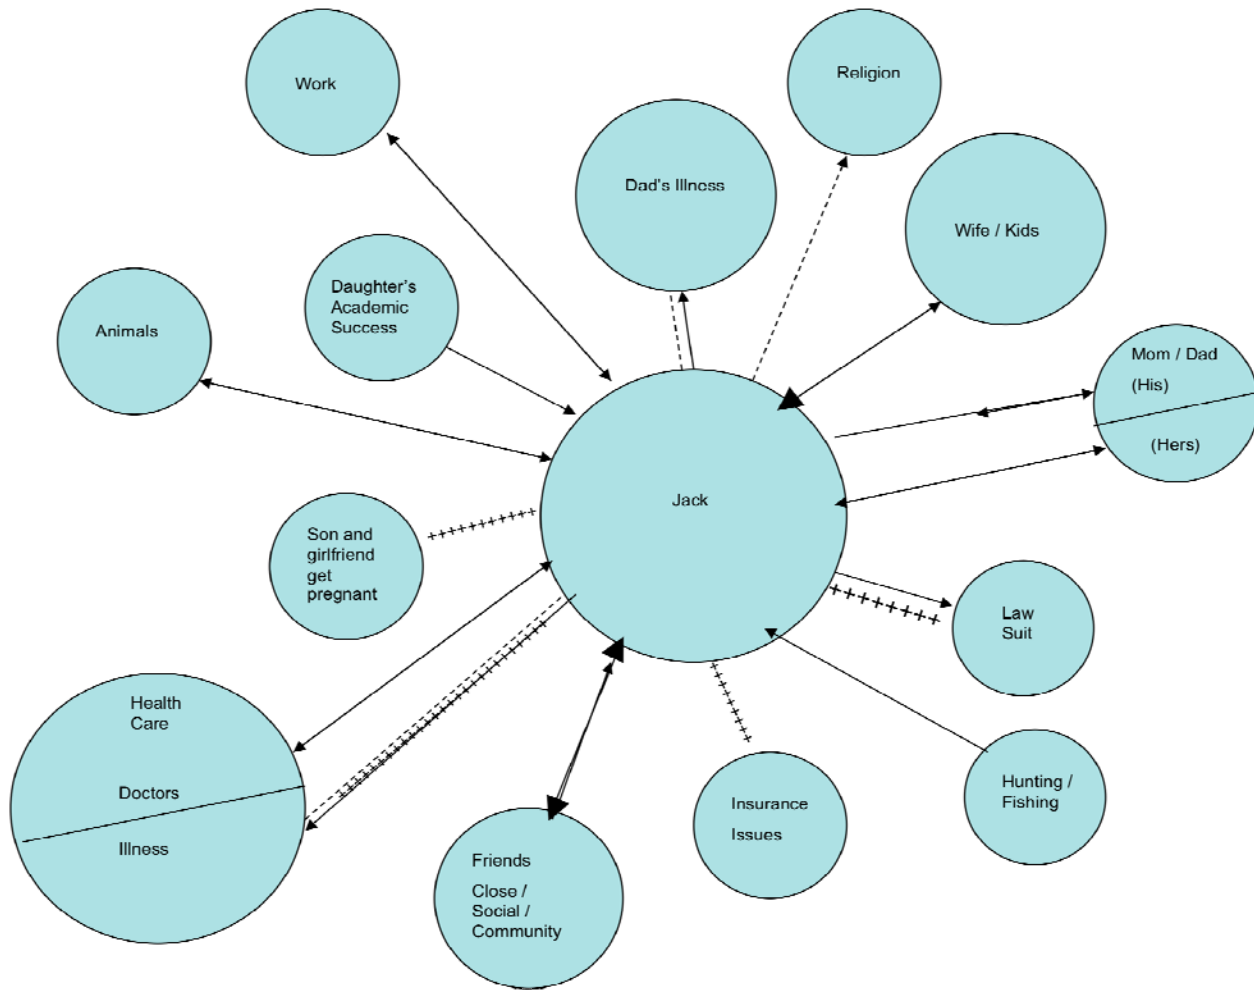 Work
Religion
Dad's Illness
Wife / Kids
Daughter's
Academic
Success
Animals
Mom / Dad
(His)
(Hers)
Jack
Son and
girlfriend
get
pregnant
Law
Suit
Health
Care
Doctors
Illness
Hunting /
Fishing
Insurance
Issues
Friends
Close /
Social /
Community